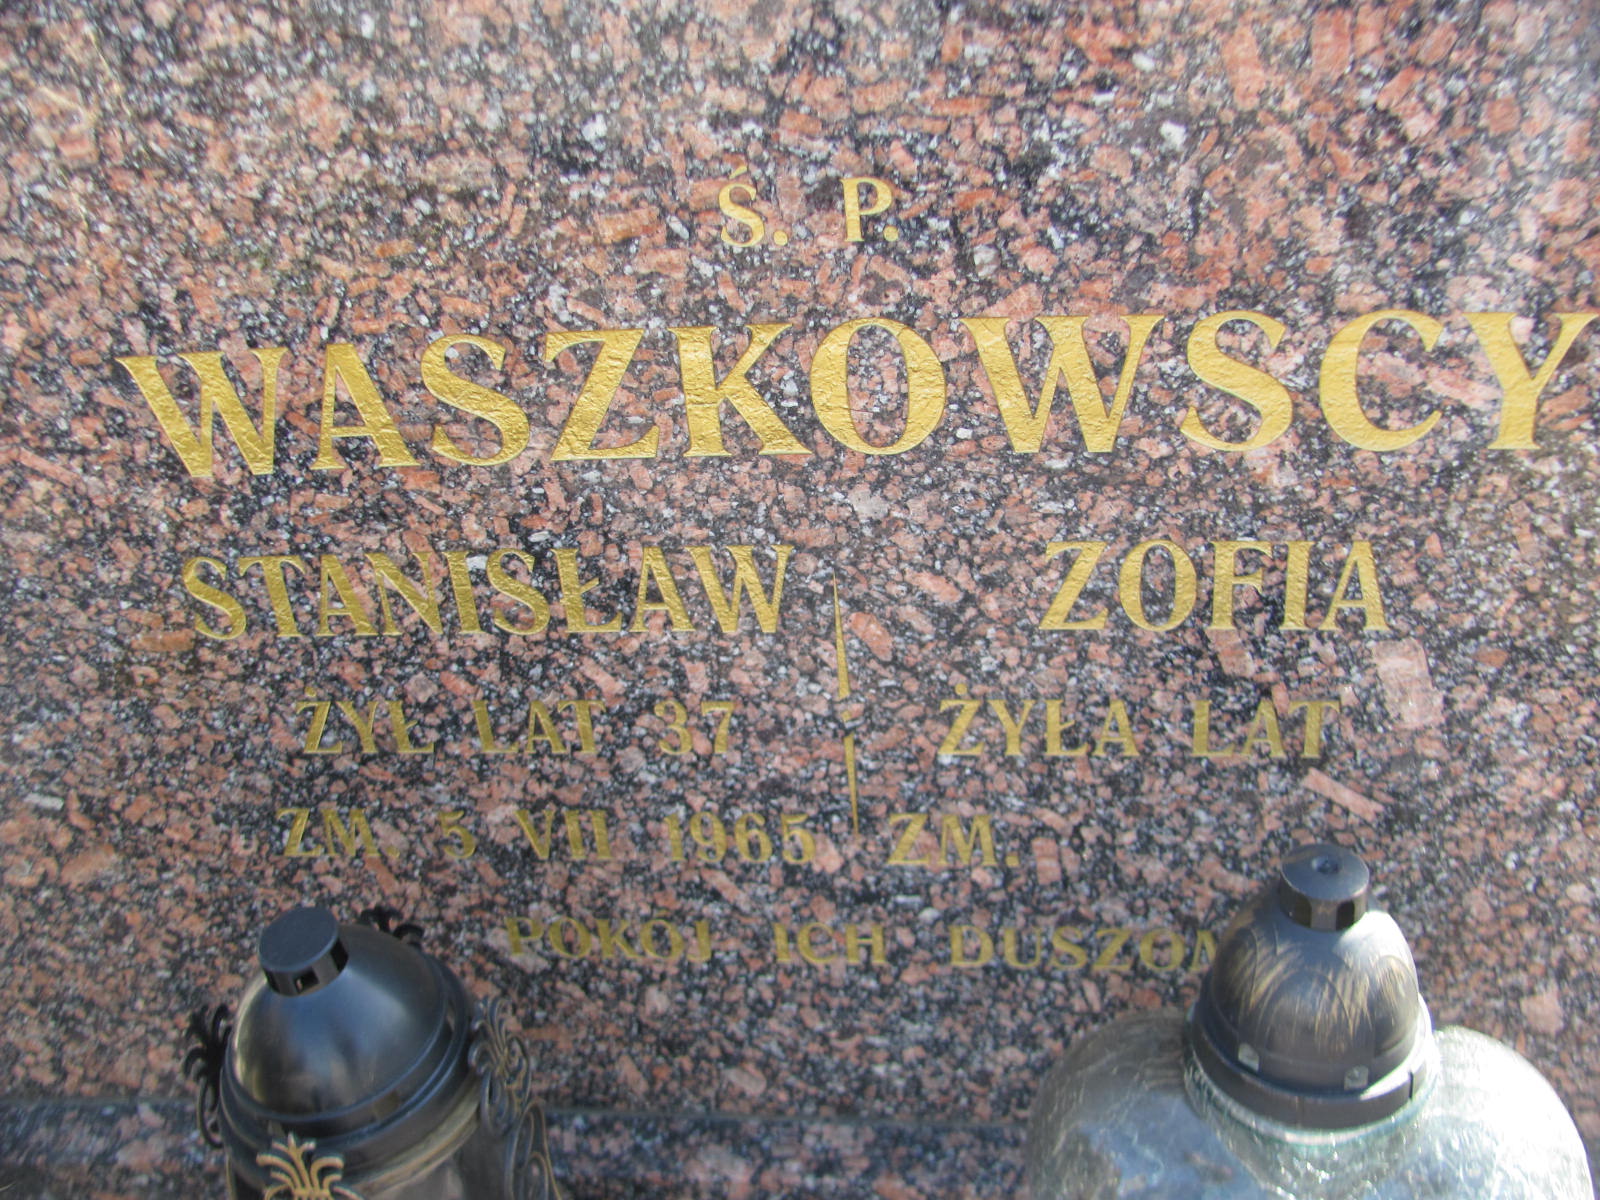 Ś. P.
WASZKOWSCY
STANISŁAW ZOFIA
ŻYŁ LAT 37 ŻYŁA LAT
ZM. 5 VII 1965 ZM.
POKÓJ ICH DUSZOM